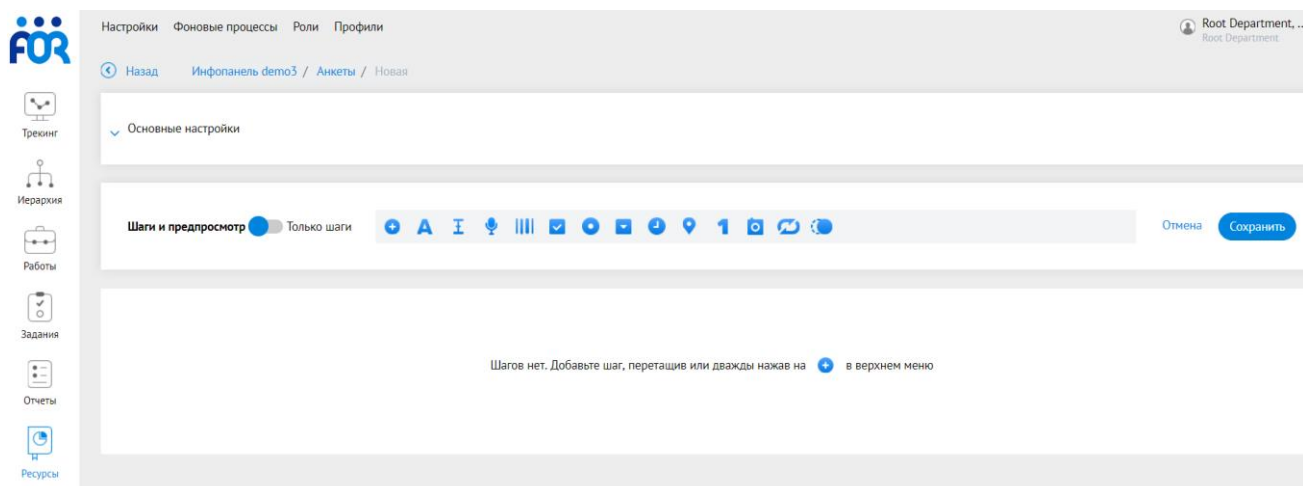 FOR
Настройки Фоновые процессы Роли Профили
Root Department, ...
Root Department
Назад Инфопанель demo3 / Анкеты / Новая
Трекинг
Основные настройки
Иерархия
Шаги и предпросмотр Только шаги
Отмена Сохранить
Работы
Задания
Шагов нет. Добавьте шаг, перетащив или дважды нажав на в верхнем меню
Отчеты
Ресурсы